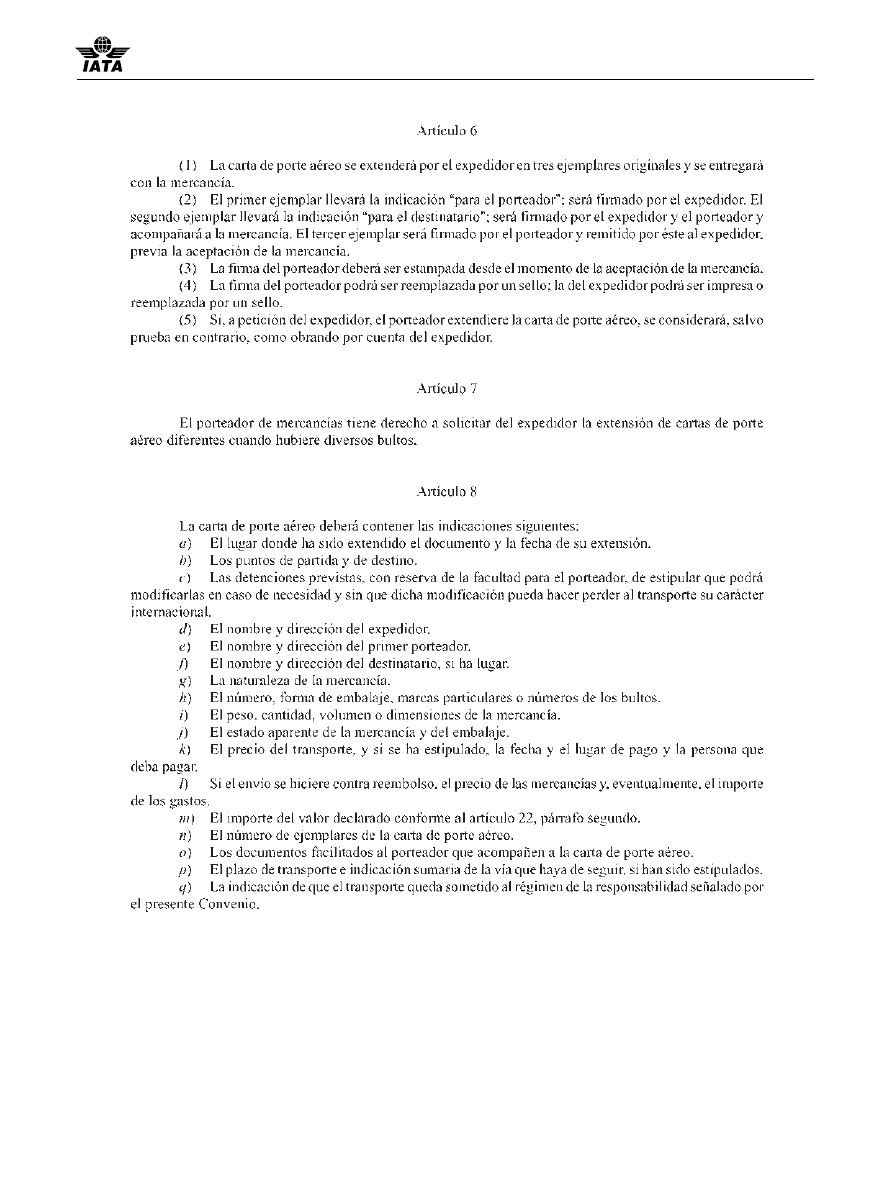 IATA
Artículo 6
(1) La carta de porte aéreo se extenderá por el expedidor en tres ejemplares originales y se entregará
con la mercancía.
(2) El primer ejemplar llevará la indicación “para el porteador”; será firmado por el expedidor. El
segundo ejemplar llevará la indicación “para el destinatario”; será firmado por el expedidor y el porteador y
acompañará a la mercancía. El tercer ejemplar será firmado por el porteador y remitido por éste al expedidor,
previa la aceptación de la mercancía.
(3) La firma del porteador deberá ser estampada desde el momento de la aceptación de la mercancía.
(4) La firma del porteador podrá ser reemplazada por un sello; la del expedidor podrá ser impresa o
reemplazada por un sello.
(5) Si, a petición del expedidor, el porteador extendiere la carta de porte aéreo, se considerará, salvo
prueba en contrario, como obrando por cuenta del expedidor.
Artículo 7
El porteador de mercancías tiene derecho a solicitar del expedidor la extensión de cartas de porte
aéreo diferentes cuando hubiere diversos bultos.
Artículo 8
La carta de porte aéreo deberá contener las indicaciones siguientes:
a) El lugar donde ha sido extendido el documento y la fecha de su extensión.
b) Los puntos de partida y de destino.
c) Las detenciones previstas, con reserva de la facultad para el porteador, de estipular que podrá
modificarlas en caso de necesidad y sin que dicha modificación pueda hacer perder al transporte su carácter
internacional.
d) El nombre y dirección del expedidor.
e) El nombre y dirección del primer porteador.
f) El nombre y dirección del destinatario, si ha lugar.
g) La naturaleza de la mercancía.
h) El número, forma de embalaje, marcas particulares o números de los bultos.
i) El peso, cantidad, volumen o dimensiones de la mercancía.
j) El estado aparente de la mercancía y del embalaje.
k) El precio del transporte, y si se ha estipulado, la fecha y el lugar de pago y la persona que
deba pagar.
l) Si el envío se hiciere contra reembolso, el precio de las mercancías y, eventualmente, el importe
de los gastos.
m) El importe del valor declarado conforme al artículo 22, párrafo segundo.
n) El número de ejemplares de la carta de porte aéreo.
o) Los documentos facilitados al porteador que acompañen a la carta de porte aéreo.
p) El plazo de transporte e indicación sumaria de la vía que haya de seguir, si han sido estipulados.
q) La indicación de que el transporte queda sometido al régimen de la responsabilidad señalado por
el presente Convenio.